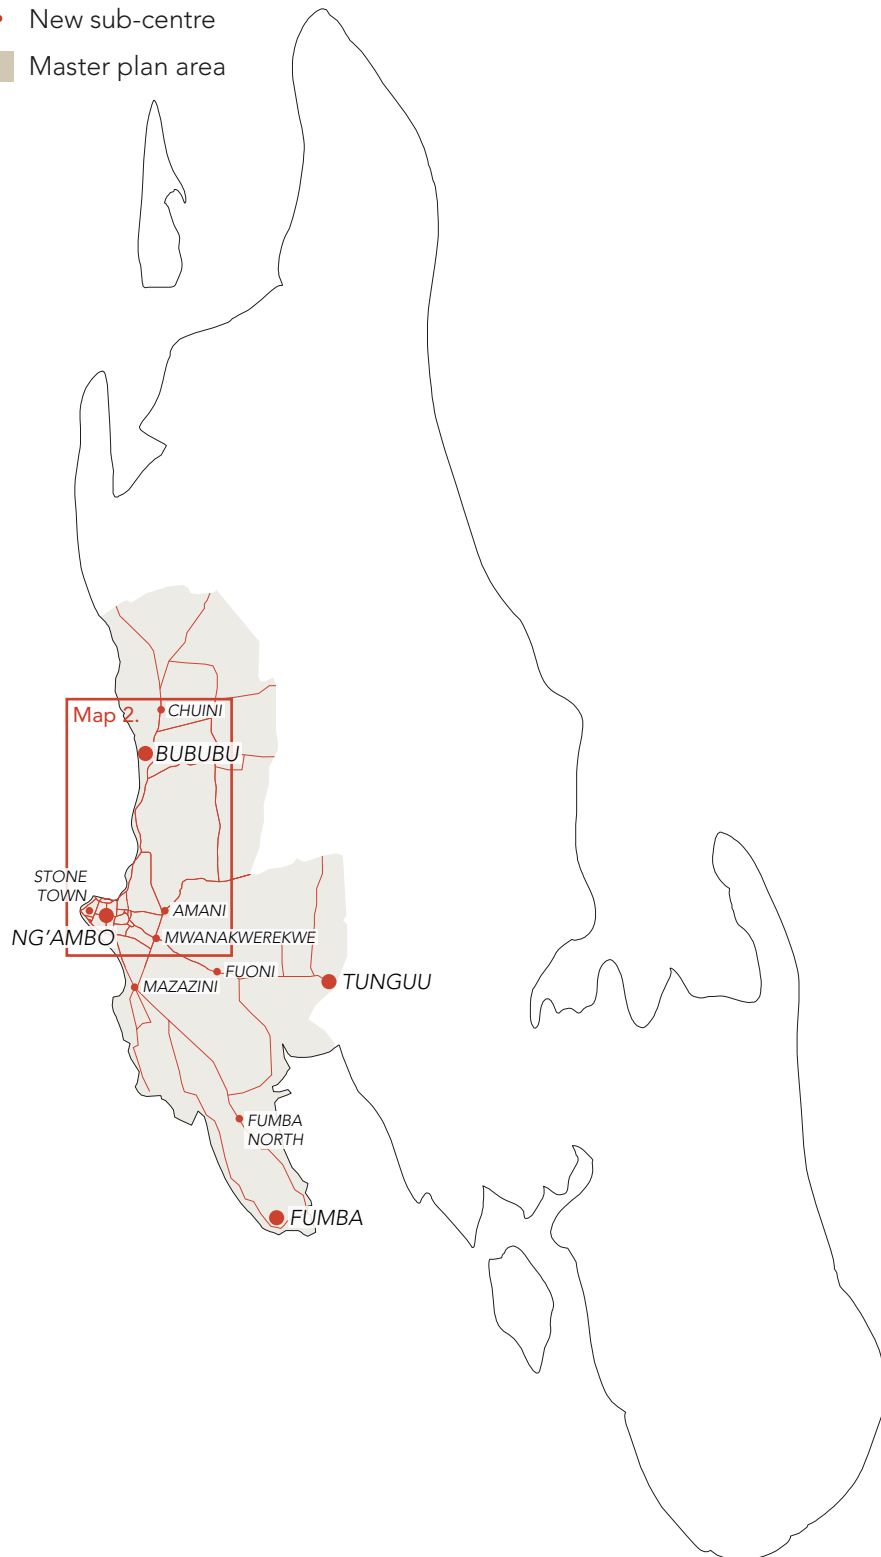 New sub-centre
Master plan area
CHUINI
Map 2.
BUBUBU
STONE
TOWN
AMANI
NG'AMBO
MWANAKWEREKWE
FUONI
TUNGUU
MAZAZINI
FUMBA
NORTH
FUMBA